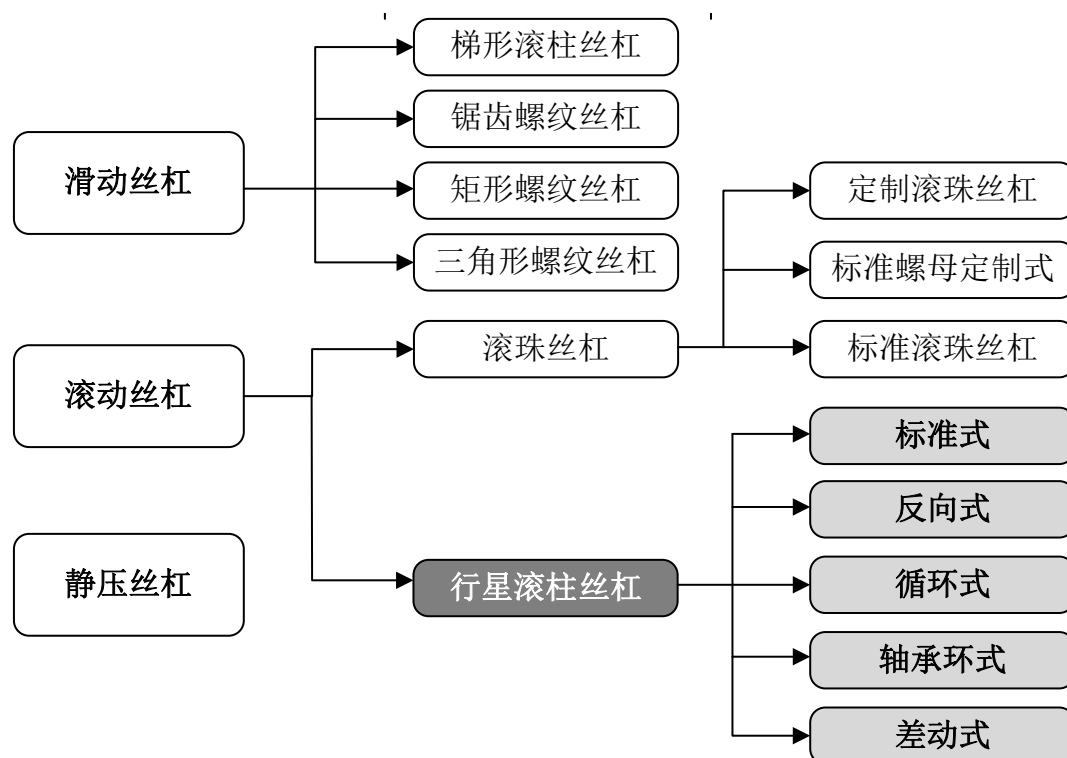 滑动丝杠
梯形滚柱丝杠
锯齿螺纹丝杠
矩形螺纹丝杠
三角形螺纹丝杠
滚动丝杠
滚珠丝杠
定制滚珠丝杠
标准螺母定制式
标准滚珠丝杠
行星滚柱丝杠
标准式
反向式
循环式
轴承环式
差动式
静压丝杠